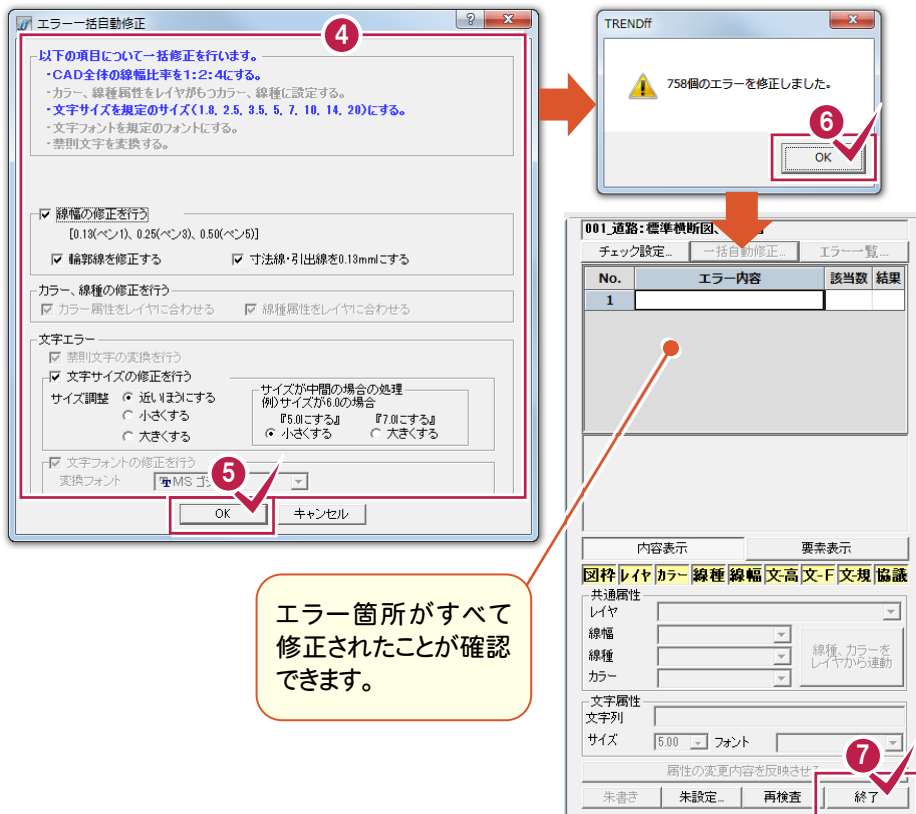 エラー一括自動修正
4
以下の項目について一括修正を行います。
・CAD全体の線幅比率を1:2:4にする。
・カラー、線種属性をレイヤがもつカラー、線種に設定する。
・文字サイズを規定のサイズ(1.8, 2.5, 3.5, 5, 7, 10, 14, 20)にする。
・文字フォントを規定のフォントにする。
・禁則文字を変換する。
線幅の修正を行う
[0.13(ペン1)、0.25(ペン3)、0.50(ペン5)]
輪郭線を修正する
寸法線・引出線を0.13mmにする
カラー、線種の修正を行う
カラー属性をレイヤに合わせる
線種属性をレイヤに合わせる
文字エラー
禁則文字の変換を行う
文字サイズの修正を行う
サイズ調整
近いほうにする
小さくする
大きくする
サイズが中間の場合の処理
例)サイズが6.0の場合
『5.0にする』
『7.0にする』
小さくする
大きくする
文字フォントの修正を行う
変換フォント
MS ゴシ
5
OK
キャンセル
TRENDff
758個のエラーを修正しました。
6
OK
001_道路:標準横断図、
チェック設定...
一括自動修正...
エラー一覧...
No.
エラー内容
該当数
結果
1
エラー箇所がすべて
修正されたことが確認
できます。
内容表示
要素表示
図枠
レイヤ
カラー
線種
線幅
文-高
文-F
文-規
協議
共通属性
レイヤ
線幅
線種
カラー
線種、カラーを
レイヤから連動
文字属性
文字列
サイズ
5.00
フォント
属性の変更内容を反映させる
7
朱書き
朱設定...
再検査
終了